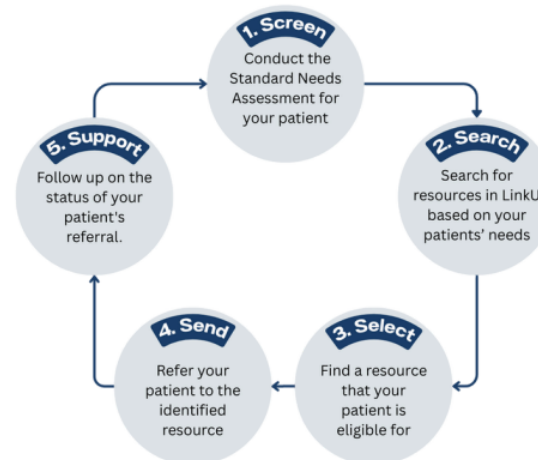 1. Screen
Conduct the
Standard Needs
Assessment for
your patient
2. Search
Search for
resources in LinkU
based on your
patients' needs
3. Select
Find a resource
that your
patient is
eligible for
4. Send
Refer your
patient to the
identified
resource
5. Support
Follow up on the
status of your
patient's
referral.